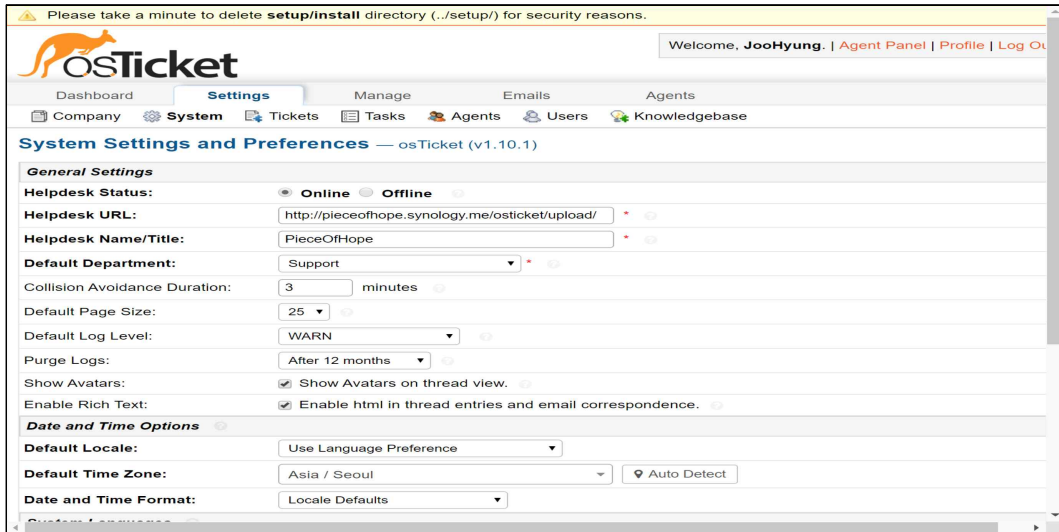 Please take a minute to delete setup/install directory (../setup/) for security reasons.
osTicket
Welcome, JooHyung. | Agent Panel | Profile | Log Ou
Dashboard Settings Manage Emails Agents
Company System Tickets Tasks Agents Users Knowledgebase
System Settings and Preferences — osTicket (v1.10.1)
General Settings
Helpdesk Status: Online Offline
Helpdesk URL: http://pieceofhope.synology.me/osticket/upload/ *
Helpdesk Name/Title: PieceOfHope *
Default Department: Support *
Collision Avoidance Duration: 3 minutes
Default Page Size: 25
Default Log Level: WARN
Purge Logs: After 12 months
Show Avatars: Show Avatars on thread view.
Enable Rich Text: Enable html in thread entries and email correspondence.
Date and Time Options
Default Locale: Use Language Preference
Default Time Zone: Asia / Seoul Auto Detect
Date and Time Format: Locale Defaults
System Languages